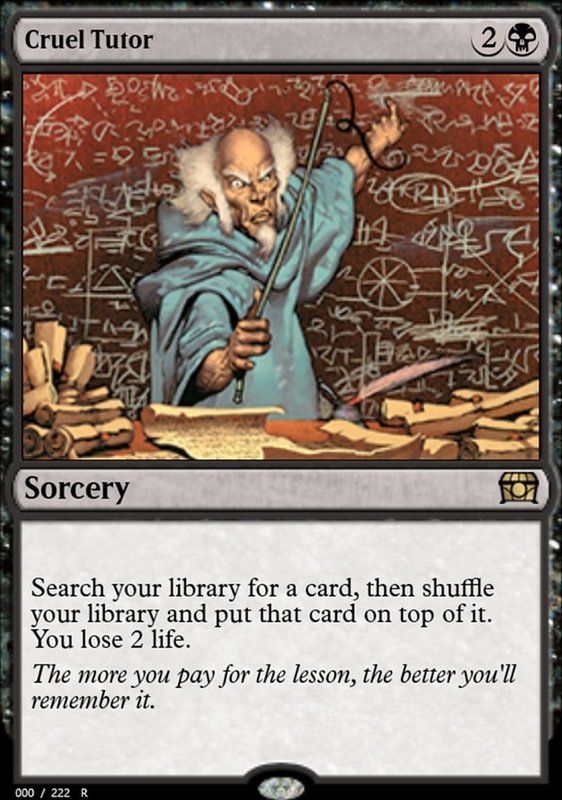 Cruel Tutor
2
Sorcery
Search your library for a card, then shuffle
your library and put that card on top of it.
You lose 2 life.
The more you pay for the lesson, the better you'll
remember it.
000 / 222 R